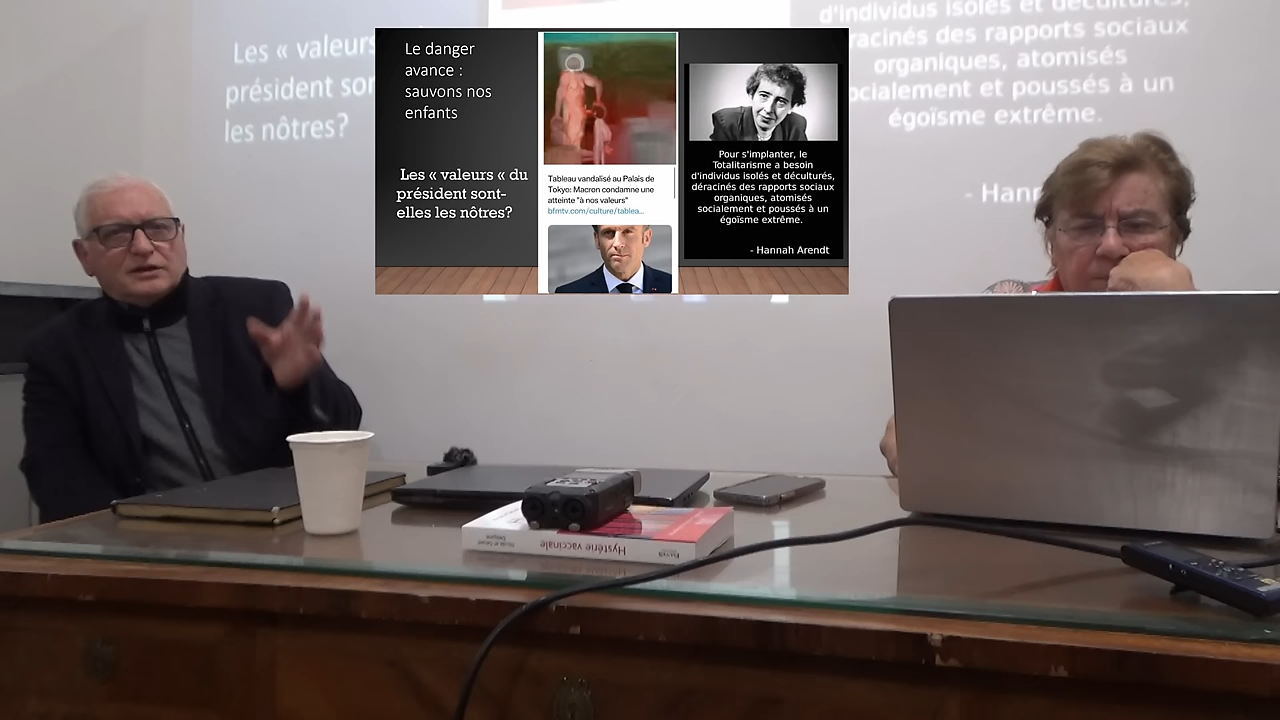 Les « valeurs
président son
les nôtres?
Le danger
avance :
sauvons nos
enfants
Les « valeurs « du
président sont-
elles les nôtres?
Tableau vandalisé au Palais de
Tokyo: Macron condamne une
atteinte "à nos valeurs"
bfmtv.com/culture/tablea...
Pour s'implanter, le
Totalitarisme a besoin
d'individus isolés et déculturés,
déracinés des rapports sociaux
organiques, atomisés
socialement et poussés à un
égoïsme extrême.
- Hannah Arendt
d'individus isolés et déculturés,
racinés des rapports sociaux
organiques, atomisés
ocialement et poussés à un
égoïsme extrême.
- Hann
Hystérie vaccinale